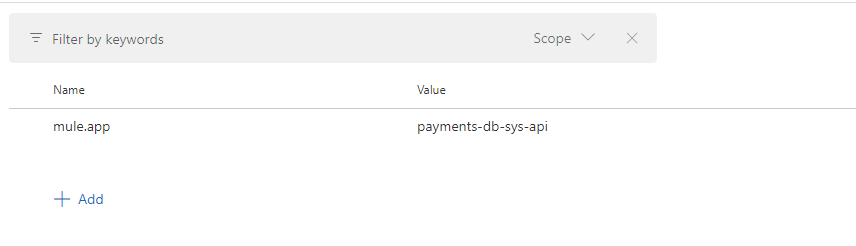 Filter by keywords Scope
Name Value
mule.app payments-db-sys-api
Add